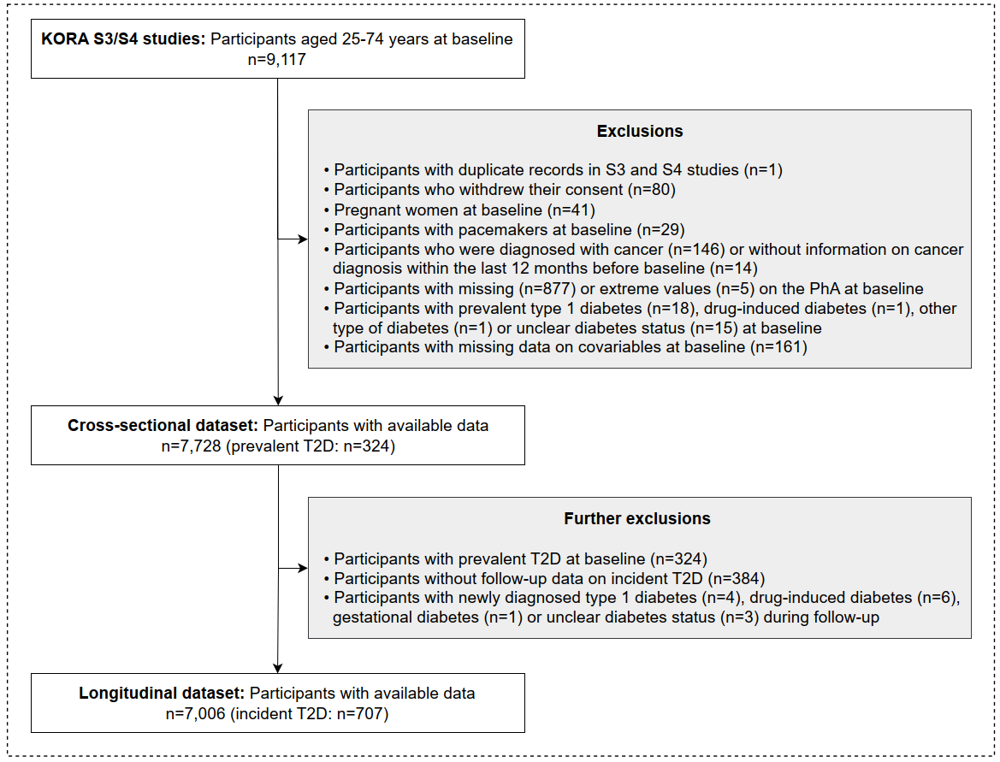 KORA S3/S4 studies: Participants aged 25-74 years at baseline
n=9,117
Exclusions
• Participants with duplicate records in S3 and S4 studies (n=1)
• Participants who withdrew their consent (n=80)
• Pregnant women at baseline (n=41)
• Participants with pacemakers at baseline (n=29)
• Participants who were diagnosed with cancer (n=146) or without information on cancer
diagnosis within the last 12 months before baseline (n=14)
• Participants with missing (n=877) or extreme values (n=5) on the PhA at baseline
• Participants with prevalent type 1 diabetes (n=18), drug-induced diabetes (n=1), other
type of diabetes (n=1) or unclear diabetes status (n=15) at baseline
• Participants with missing data on covariables at baseline (n=161)
Cross-sectional dataset: Participants with available data
n=7,728 (prevalent T2D: n=324)
Further exclusions
• Participants with prevalent T2D at baseline (n=324)
• Participants without follow-up data on incident T2D (n=384)
• Participants with newly diagnosed type 1 diabetes (n=4), drug-induced diabetes (n=6),
gestational diabetes (n=1) or unclear diabetes status (n=3) during follow-up
Longitudinal dataset: Participants with available data
n=7,006 (incident T2D: n=707)